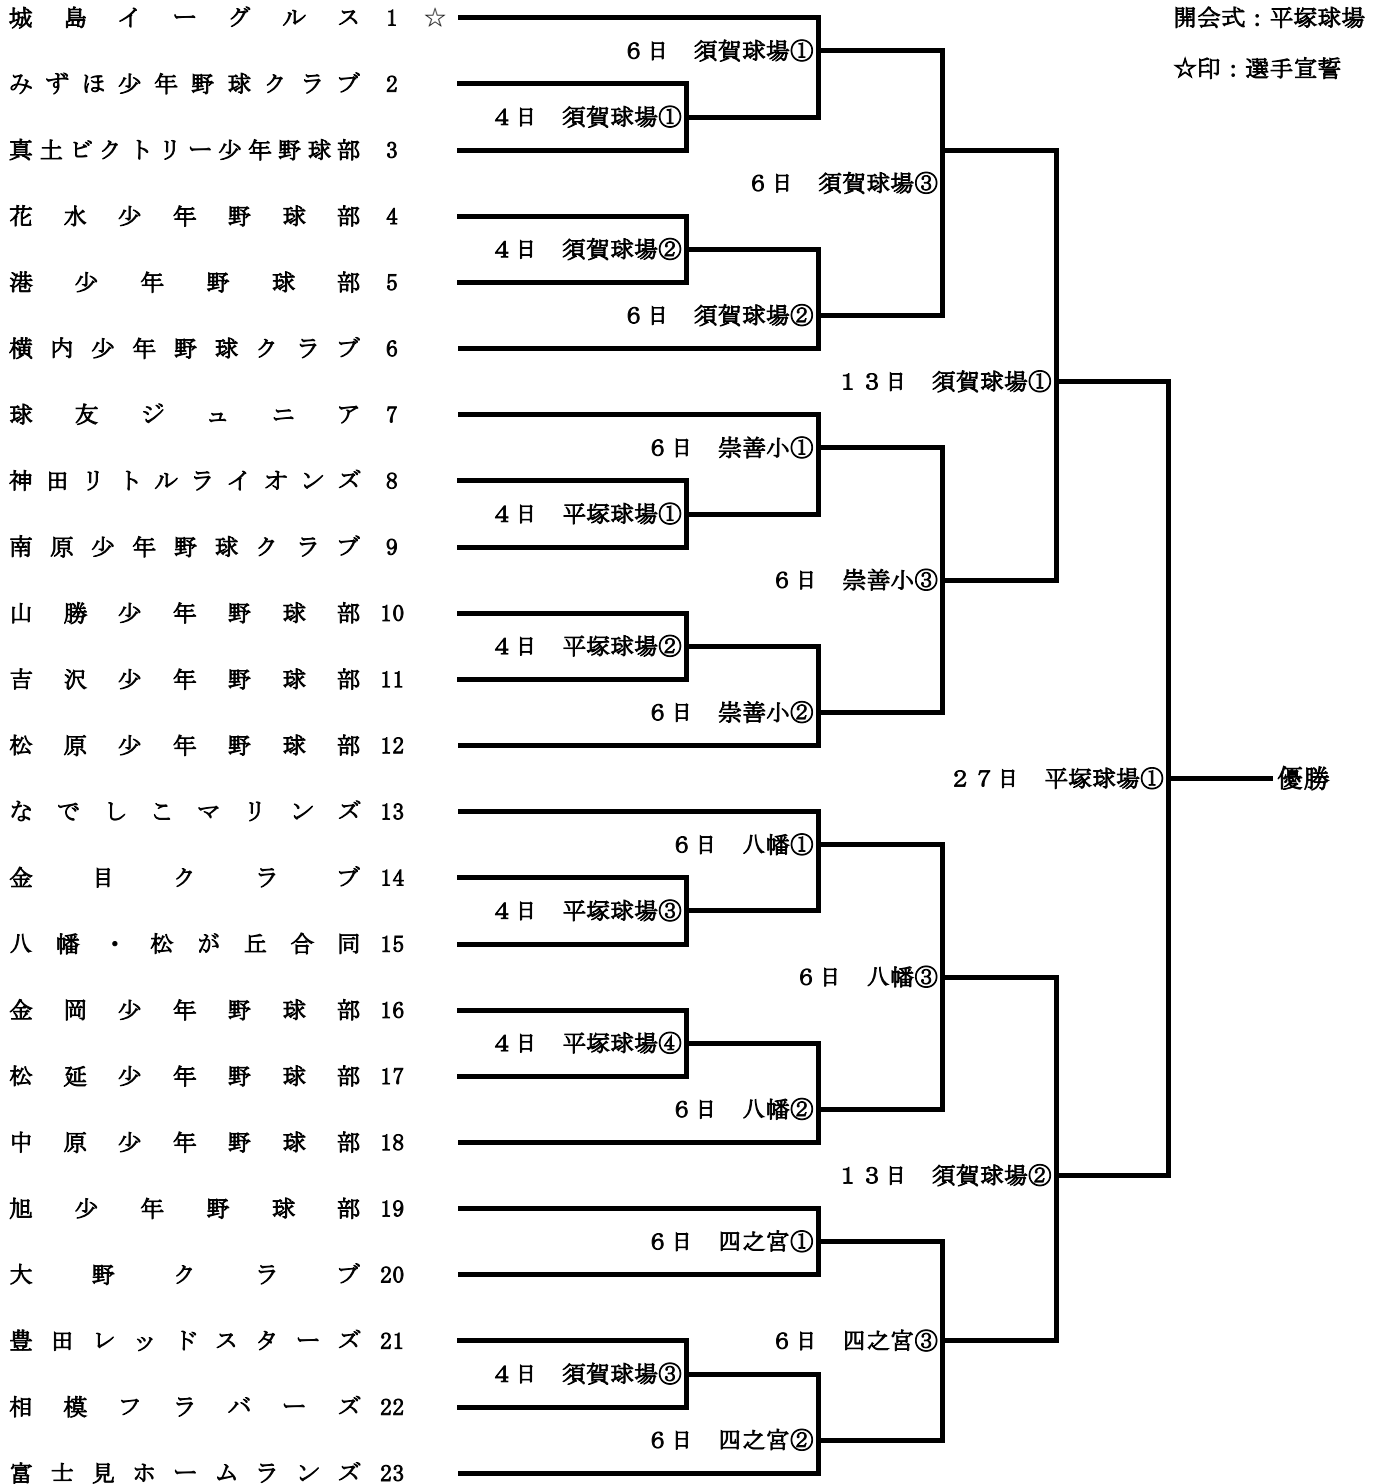 城島イーグルス 1 ☆
開会式：平塚球場
6日 須賀球場①
☆印：選手宣誓
みずほ少年野球クラブ 2
4日 須賀球場①
真土ビクトリー少年野球部 3
6日 須賀球場③
花水少年野球部 4
4日 須賀球場②
港少年野球部 5
6日 須賀球場②
横内少年野球クラブ 6
13日 須賀球場①
球友ジュニア 7
6日 崇善小①
神田リトルライオンズ 8
4日 平塚球場①
南原少年野球クラブ 9
6日 崇善小③
山勝少年野球部 10
4日 平塚球場②
吉沢少年野球部 11
6日 崇善小②
松原少年野球部 12
27日 平塚球場① 優勝
なでしこマリンズ 13
6日 八幡①
金目クラブ 14
4日 平塚球場③
八幡・松が丘合同 15
6日 八幡③
金岡少年野球部 16
4日 平塚球場④
松延少年野球部 17
6日 八幡②
中原少年野球部 18
13日 須賀球場②
旭少年野球部 19
6日 四之宮①
大野クラブ 20
豊田レッドスターズ 21
6日 四之宮③
4日 須賀球場③
相模フラバーズ 22
6日 四之宮②
富士見ホームランズ 23